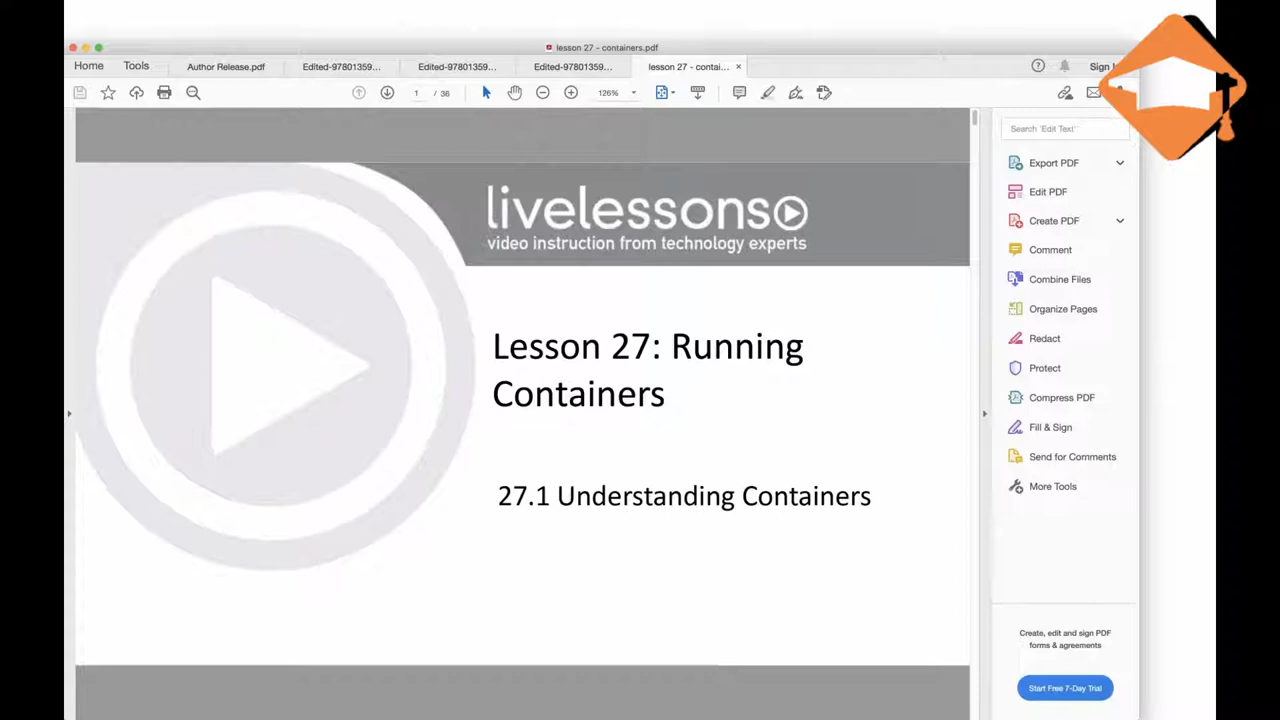 lesson 27 - containers.pdf
Home Tools Author Release.pdf Edited-97801359... Edited-97801359... Edited-97801359... lesson 27 - contai... × Sign
1 / 36 126%
livelessons
video instruction from technology experts
Lesson 27: Running
Containers
27.1 Understanding Containers
Search 'Edit Text'
Export PDF
Edit PDF
Create PDF
Comment
Combine Files
Organize Pages
Redact
Protect
Compress PDF
Fill & Sign
Send for Comments
More Tools
Create, edit and sign PDF
forms & agreements
Start Free 7-Day Trial